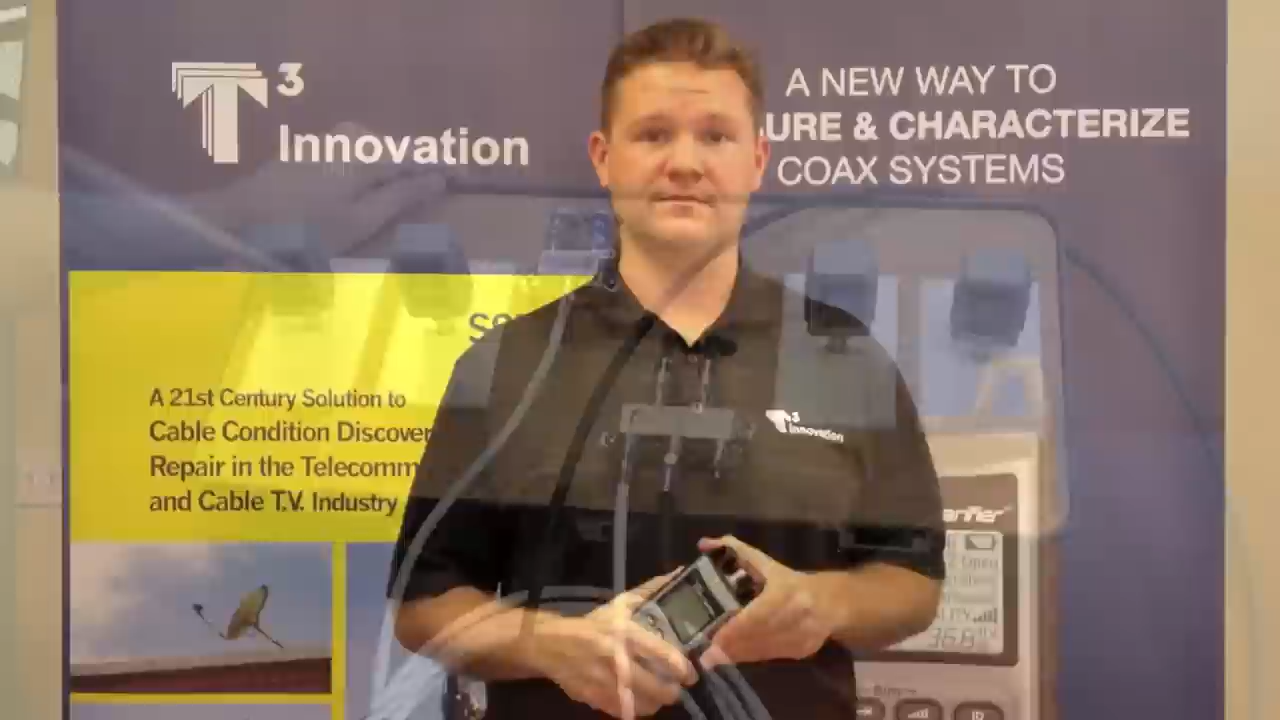 T3
Innovation
A NEW WAY TO
URE & CHARACTERIZE
COAX SYSTEMS
A 21st Century Solution to
Cable Condition Discover
Repair in the Telecomm
and Cable T.V. Industry
T3
Innovation
368